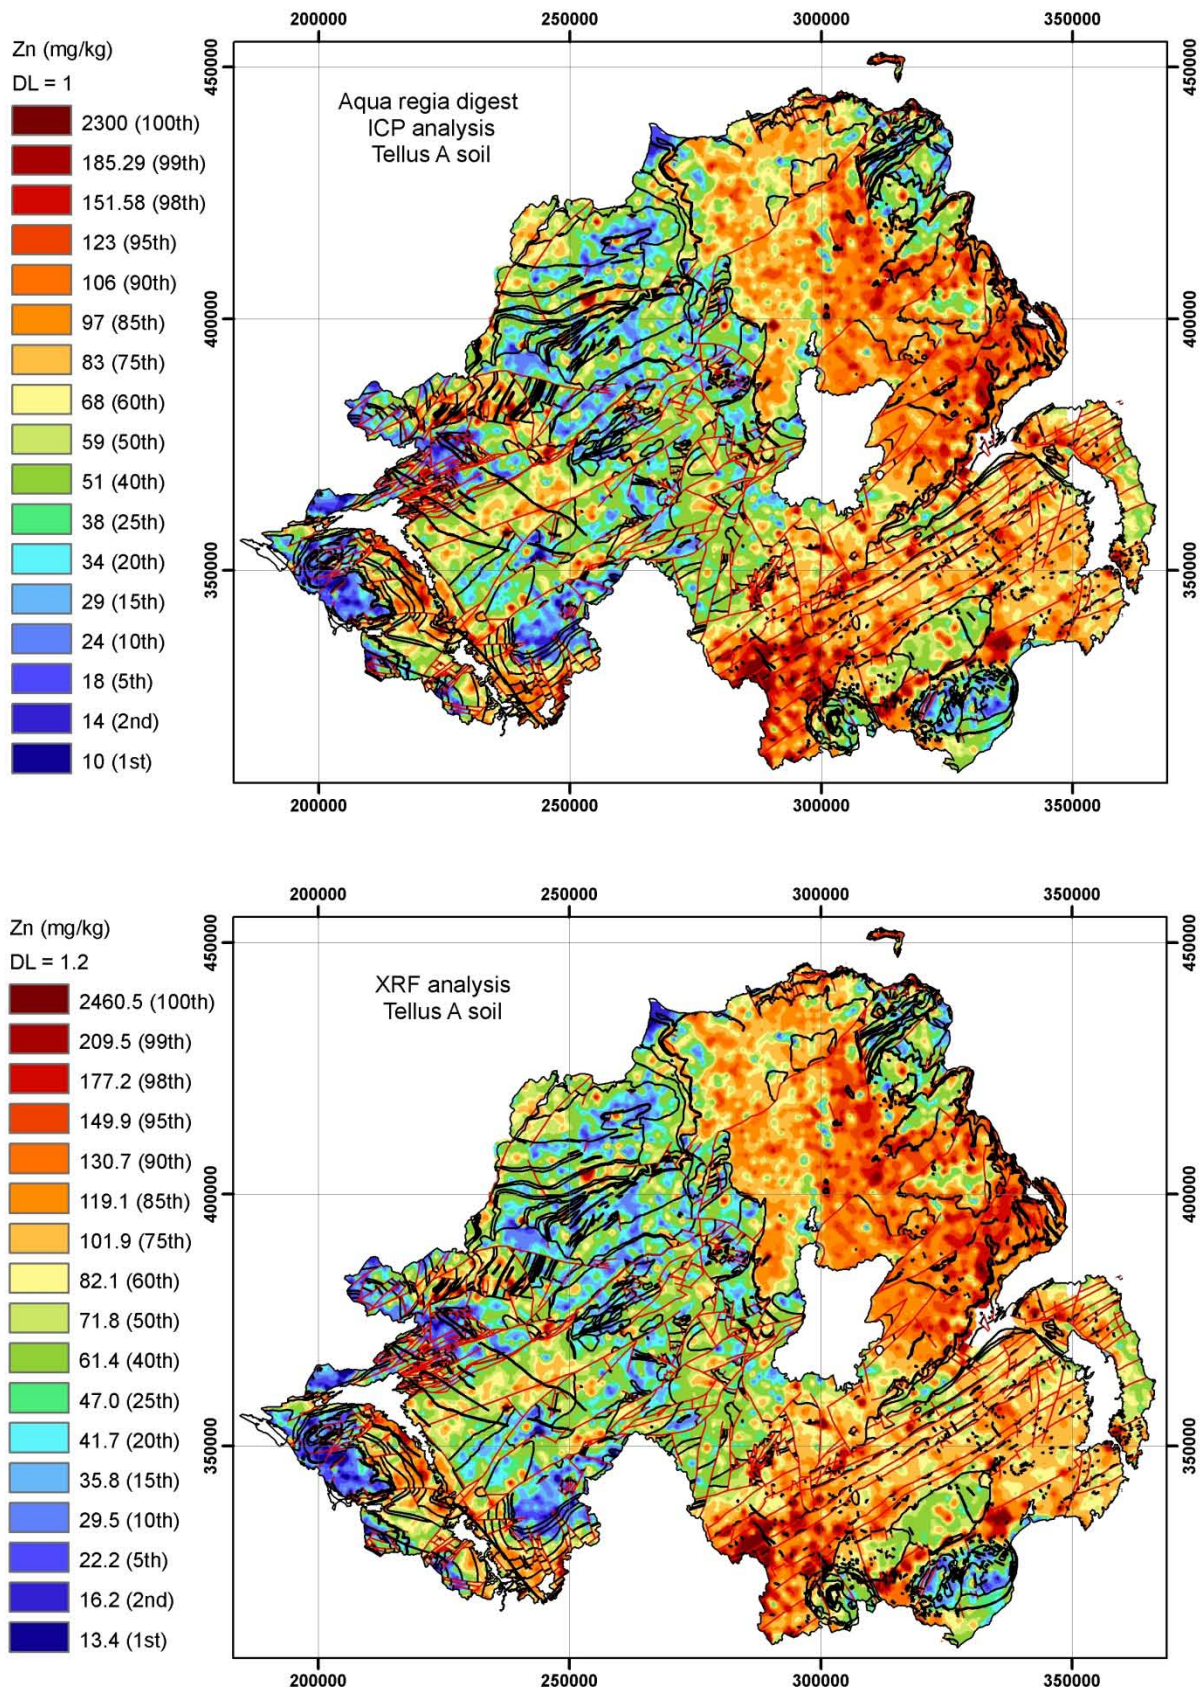 200000 250000 300000 350000
Zn (mg/kg)
DL = 1
2300 (100th)
185.29 (99th)
151.58 (98th)
123 (95th)
106 (90th)
97 (85th)
83 (75th)
68 (60th)
59 (50th)
51 (40th)
38 (25th)
34 (20th)
29 (15th)
24 (10th)
18 (5th)
14 (2nd)
10 (1st)
Aqua regia digest
ICP analysis
Tellus A soil
450000 450000
400000 400000
350000 350000
200000 250000 300000 350000
200000 250000 300000 350000
Zn (mg/kg)
DL = 1.2
2460.5 (100th)
209.5 (99th)
177.2 (98th)
149.9 (95th)
130.7 (90th)
119.1 (85th)
101.9 (75th)
82.1 (60th)
71.8 (50th)
61.4 (40th)
47.0 (25th)
41.7 (20th)
35.8 (15th)
29.5 (10th)
22.2 (5th)
16.2 (2nd)
13.4 (1st)
XRF analysis
Tellus A soil
450000 450000
400000 400000
350000 350000
200000 250000 300000 350000